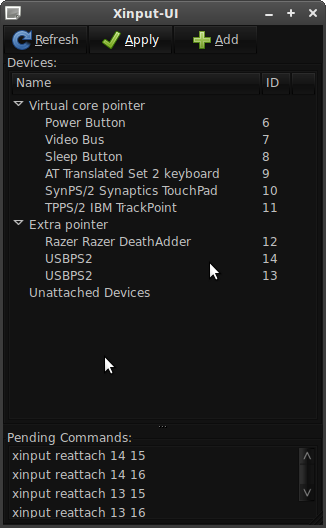 Xinput-UI
Refresh Apply Add
Devices:
Name ID
Virtual core pointer
Power Button 6
Video Bus 7
Sleep Button 8
AT Translated Set 2 keyboard 9
SynPS/2 Synaptics TouchPad 10
TPPS/2 IBM TrackPoint 11
Extra pointer
Razer Razer DeathAdder 12
USBPS2 14
USBPS2 13
Unattached Devices
Pending Commands:
xinput reattach 14 15
xinput reattach 14 16
xinput reattach 13 15
xinput reattach 13 16